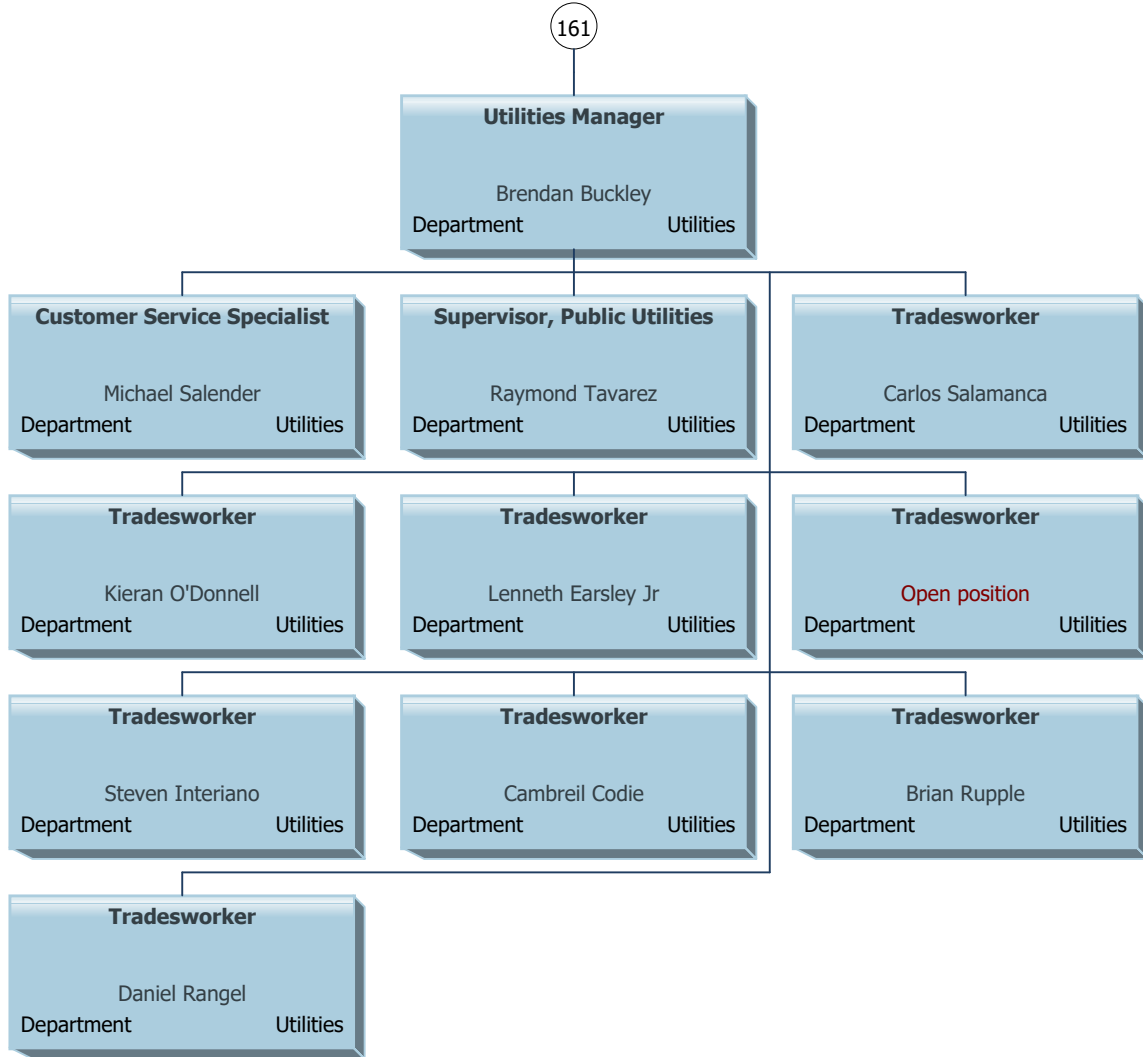 161
Utilities Manager
Brendan Buckley
Department Utilities
Customer Service Specialist
Michael Salender
Department Utilities
Supervisor, Public Utilities
Raymond Tavarez
Department Utilities
Tradesworker
Carlos Salamanca
Department Utilities
Tradesworker
Kieran O'Donnell
Department Utilities
Tradesworker
Lenneth Earsley Jr
Department Utilities
Tradesworker
Open position
Department Utilities
Tradesworker
Steven Interiano
Department Utilities
Tradesworker
Cambreil Codie
Department Utilities
Tradesworker
Brian Rupple
Department Utilities
Tradesworker
Daniel Rangel
Department Utilities